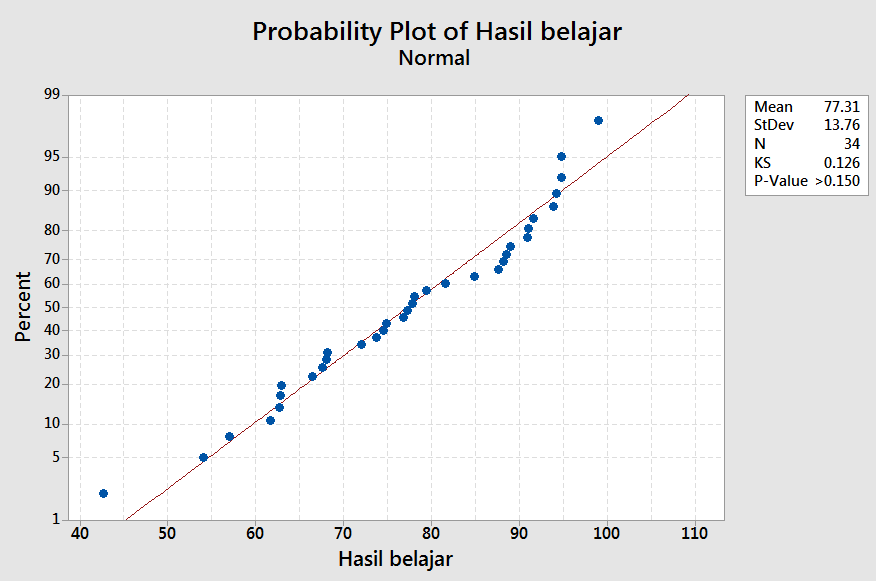 Probability Plot of Hasil belajar
Normal
99
95
90
80
70
60
50
40
30
20
10
5
1
Percent
40 50 60 70 80 90 100 110
Hasil belajar
Mean 77.31
StDev 13.76
N 34
KS 0.126
P-Value >0.150